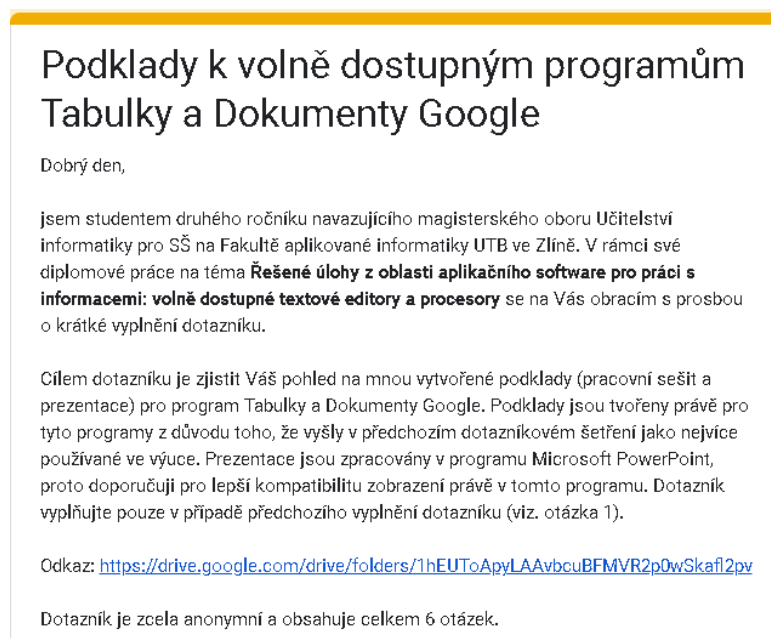 Podklady k volně dostupným programům
Tabulky a Dokumenty Google
Dobrý den,
jsem studentem druhého ročníku navazujícího magisterského oboru Učitelství
informatiky pro SŠ na Fakultě aplikované informatiky UTB ve Zlíně. V rámci své
diplomové práce na téma Řešené úlohy z oblasti aplikačního software pro práci s
informacemi: volně dostupné textové editory a procesory se na Vás obracím s prosbou
o krátké vyplnění dotazníku.
Cílem dotazníku je zjistit Váš pohled na mnou vytvořené podklady (pracovní sešit a
prezentace) pro program Tabulky a Dokumenty Google. Podklady jsou tvořeny právě pro
tyto programy z důvodu toho, že vyšly v předchozím dotazníkovém šetření jako nejvíce
používané ve výuce. Prezentace jsou zpracovány v programu Microsoft PowerPoint,
proto doporučuji pro lepší kompatibilitu zobrazení právě v tomto programu. Dotazník
vyplňujte pouze v případě předchozího vyplnění dotazníku (viz. otázka 1).
Odkaz: https://drive.google.com/drive/folders/1hEUToApyLAAvbcuBFMVR2p0wSkafl2pv
Dotazník je zcela anonymní a obsahuje celkem 6 otázek.